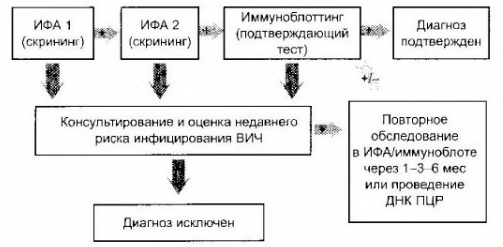 ИФА 1
(скрининг)
ИФА 2
(скрининг)
Иммуноблоттинг
(подтверждающий
тест)
Диагноз
подтвержден
+/–
Консультирование и оценка недавнего
риска инфицирования ВИЧ
Повторное
обследование
в ИФА/иммуноблоте
через 1–3–6 мес
или проведение
ДНК ПЦР
Диагноз исключен